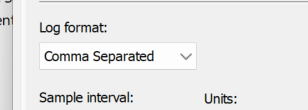 Log format:
Comma Separated
Sample interval: Units: